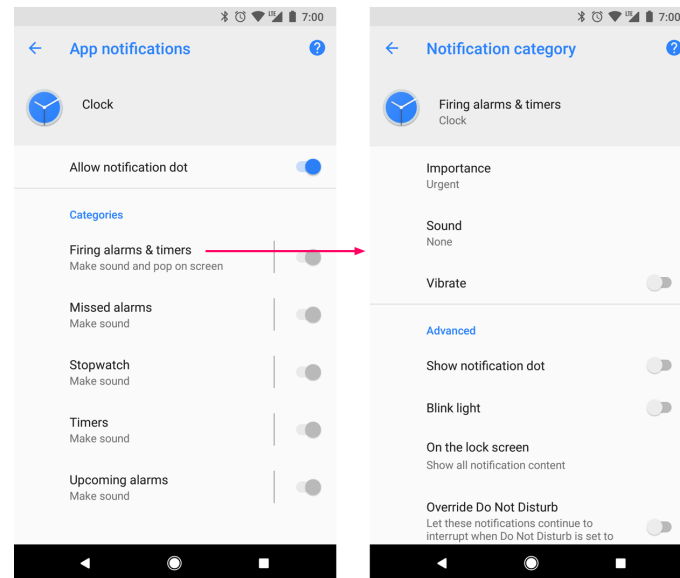 LTE 7:00
App notifications
?
Clock
Allow notification dot
Categories
Firing alarms & timers
Make sound and pop on screen
Missed alarms
Make sound
Stopwatch
Make sound
Timers
Make sound
Upcoming alarms
Make sound
LTE 7:00
Notification category
?
Firing alarms & timers
Clock
Importance
Urgent
Sound
None
Vibrate
Advanced
Show notification dot
Blink light
On the lock screen
Show all notification content
Override Do Not Disturb
Let these notifications continue to
interrupt when Do Not Disturb is set to